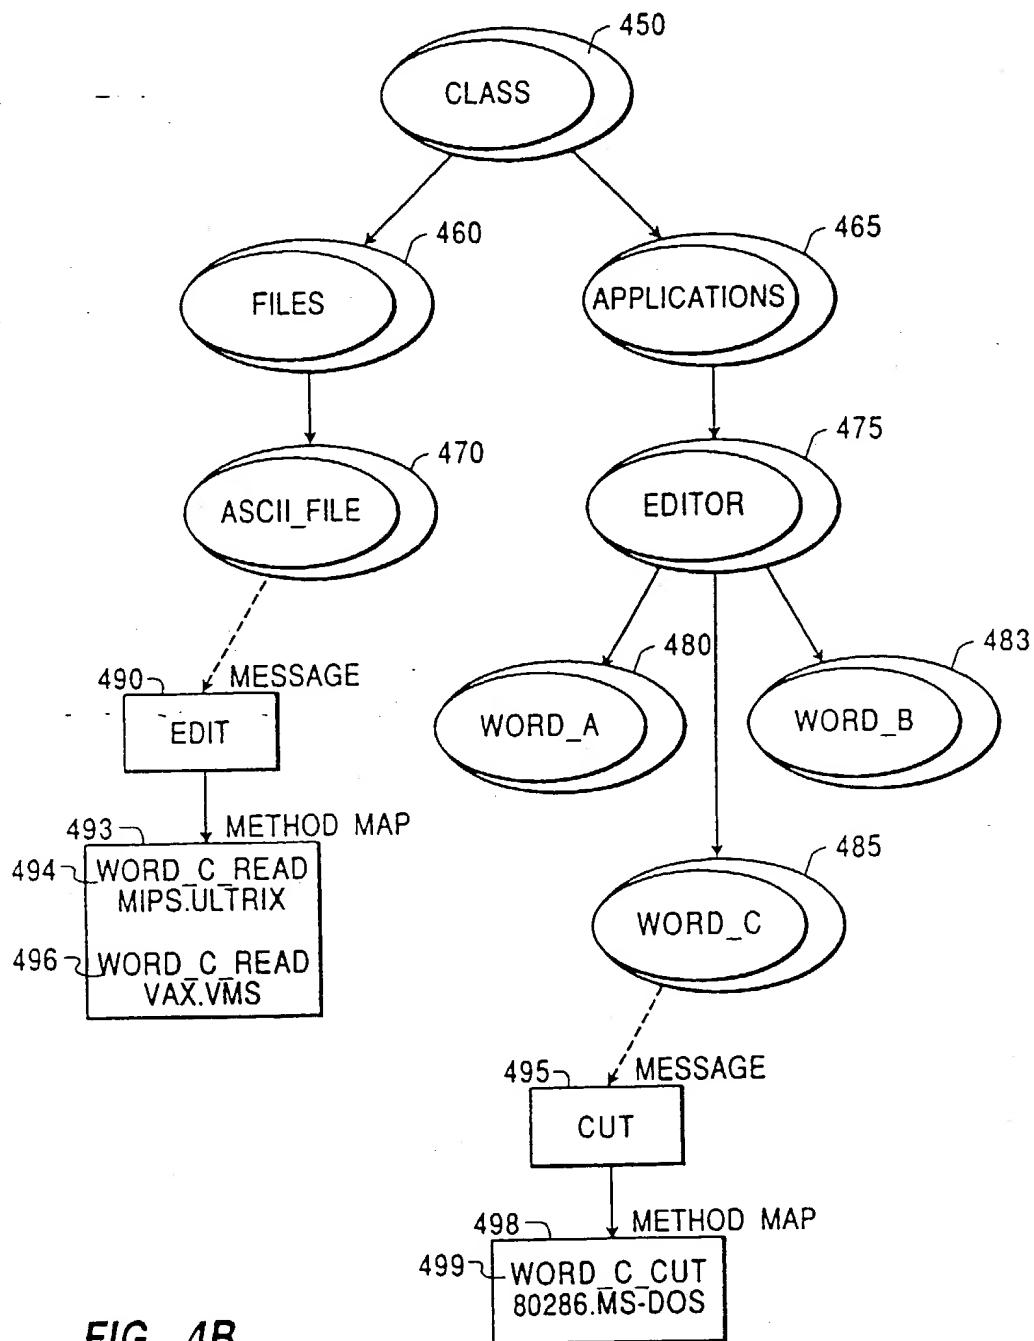 450
CLASS
460
465
FILES
APPLICATIONS
470
475
ASCII_FILE
EDITOR
480
483
490
MESSAGE
EDIT
WORD_A
WORD_B
493
METHOD MAP
494
WORD_C_READ
MIPS.ULTRIX
496
WORD_C_READ
VAX.VMS
485
WORD_C
495
MESSAGE
CUT
498
METHOD MAP
499
WORD_C_CUT
80286.MS-DOS
FIG. 4B